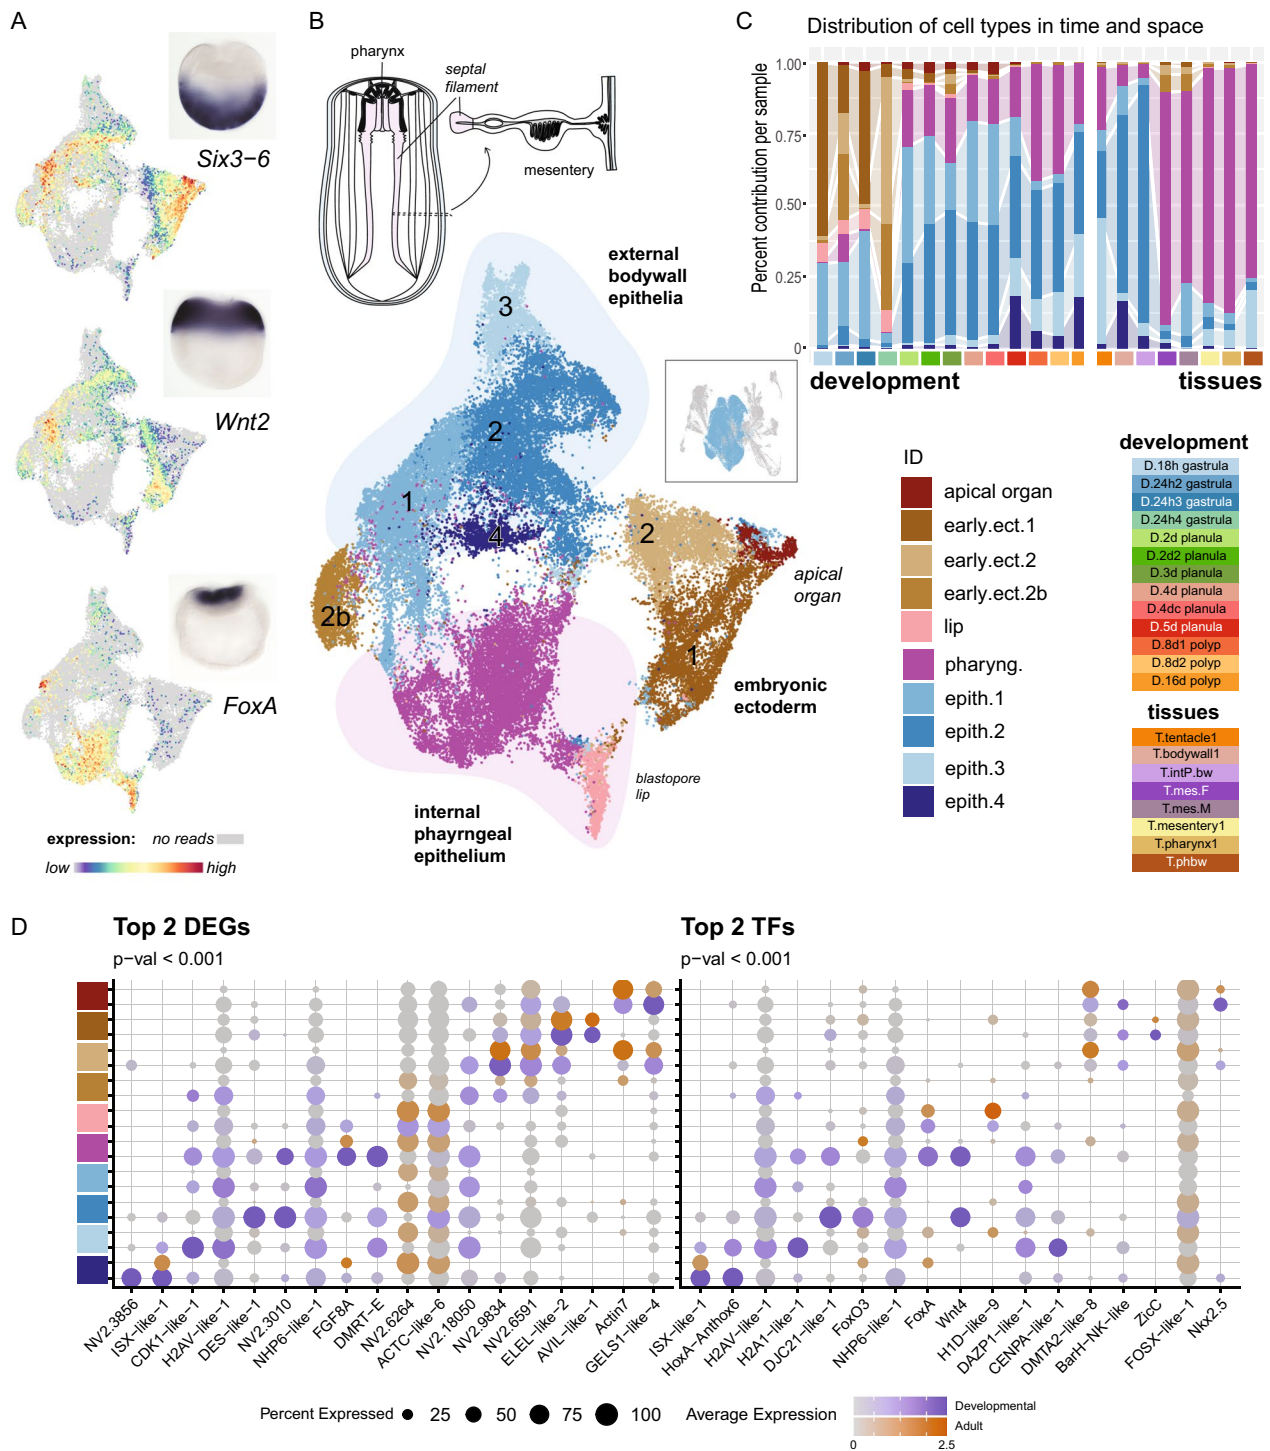 A
Six3−6
Wnt2
FoxA
expression: no reads
low high
B
pharynx
septal
filament
mesentery
external
bodywall
epithelia
3
2
1
4
2b
2
1
apical
organ
embryonic
ectoderm
blastopore
lip
internal
phayrngeal
epithelium
C
Distribution of cell types in time and space
Percent contribution per sample
1.00
0.75
0.50
0.25
0
development tissues
ID
apical organ
early.ect.1
early.ect.2
early.ect.2b
lip
pharyng.
epith.1
epith.2
epith.3
epith.4
development
D.18h gastrula
D.24h2 gastrula
D.24h3 gastrula
D.24h4 gastrula
D.2d planula
D.2d2 planula
D.3d planula
D.4d planula
D.4dc planula
D.5d planula
D.8d1 polyp
D.8d2 polyp
D.16d polyp
tissues
T.tentacle1
T.bodywall1
T.intP.bw
T.mes.F
T.mes.M
T.mesentery1
T.pharynx1
T.phbw
D
Top 2 DEGs
p−val < 0.001
NV2.3856
ISX−like−1
CDK1−like−1
H2AV−like−1
DES−like−1
NV2.3010
NHP6−like−1
FGF8A
DMRT−E
NV2.6264
ACTC−like−6
NV2.18050
NV2.9834
NV2.6591
ELEL−like−2
AVIL−like−1
Actin7
GELS1−like−4
Top 2 TFs
p−val < 0.001
ISX−like−1
HoxA−Anthox6
H2AV−like−1
H2A1−like−1
DJC21−like−1
FoxO3
NHP6−like−1
FoxA
Wnt4
H1D−like−9
DAZP1−like−1
CENPA−like−1
DMTA2−like−8
BarH−NK−like
ZicC
FOSX−like−1
Nkx2.5
Percent Expressed 25 50 75 100
Average Expression
Developmental
Adult
0 2.5